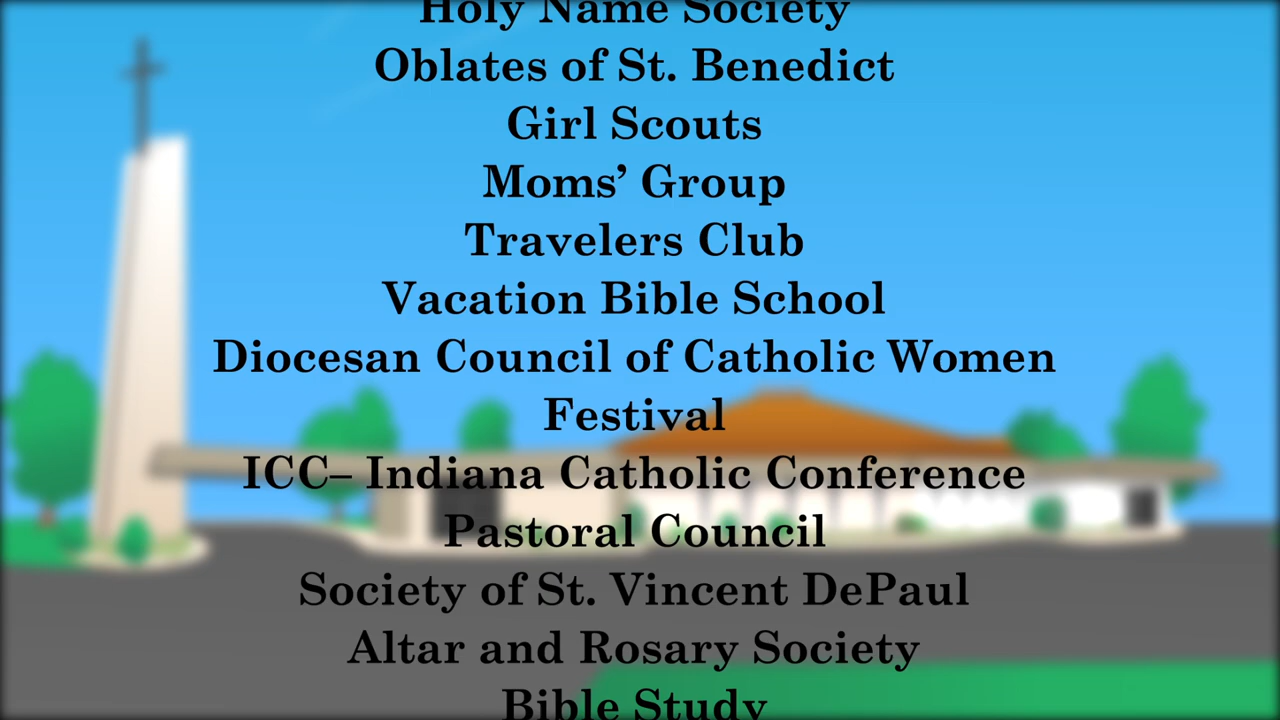 Holy Name Society
Oblates of St. Benedict
Girl Scouts
Moms’ Group
Travelers Club
Vacation Bible School
Diocesan Council of Catholic Women
Festival
ICC– Indiana Catholic Conference
Pastoral Council
Society of St. Vincent DePaul
Altar and Rosary Society
Bible Study